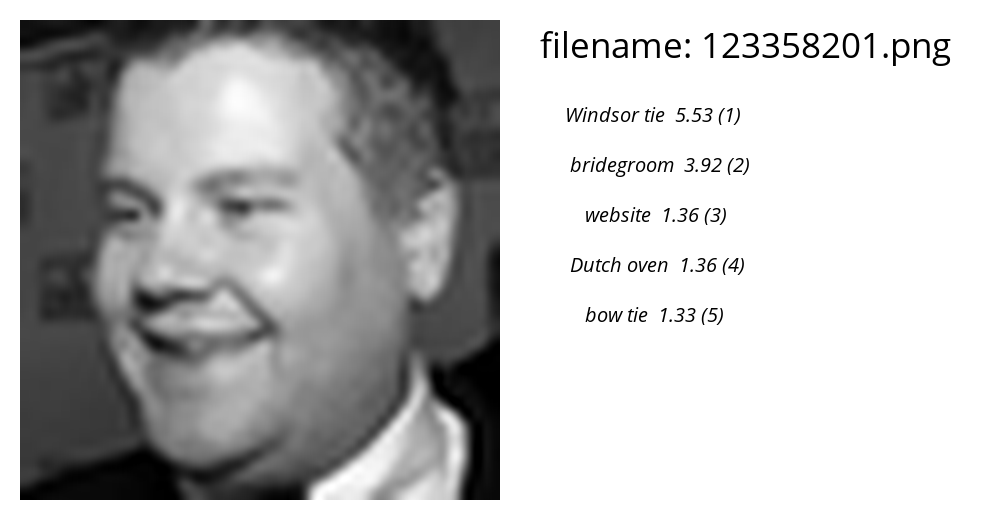 filename: 123358201.png
Windsor tie 5.53 (1)
bridegroom 3.92 (2)
website 1.36 (3)
Dutch oven 1.36 (4)
bow tie 1.33 (5)